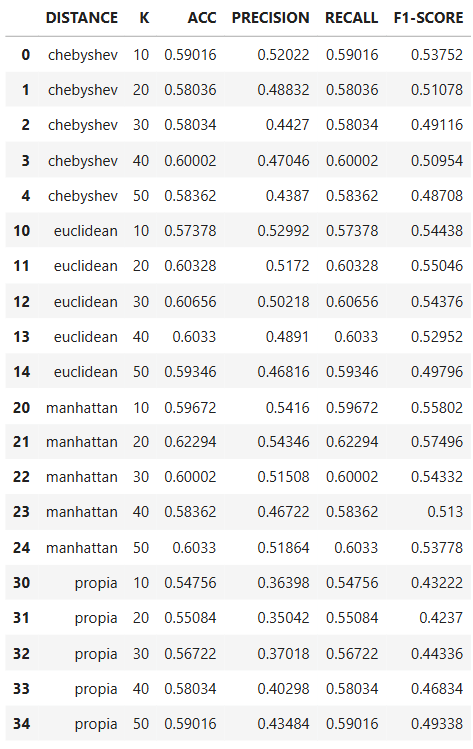 DISTANCE K ACC PRECISION RECALL F1-SCORE
0 chebyshev 10 0.59016 0.52022 0.59016 0.53752
1 chebyshev 20 0.58036 0.48832 0.58036 0.51078
2 chebyshev 30 0.58034 0.4427 0.58034 0.49116
3 chebyshev 40 0.60002 0.47046 0.60002 0.50954
4 chebyshev 50 0.58362 0.4387 0.58362 0.48708
10 euclidean 10 0.57378 0.52992 0.57378 0.54438
11 euclidean 20 0.60328 0.5172 0.60328 0.55046
12 euclidean 30 0.60656 0.50218 0.60656 0.54376
13 euclidean 40 0.6033 0.4891 0.6033 0.52952
14 euclidean 50 0.59346 0.46816 0.59346 0.49796
20 manhattan 10 0.59672 0.5416 0.59672 0.55802
21 manhattan 20 0.62294 0.54346 0.62294 0.57496
22 manhattan 30 0.60002 0.51508 0.60002 0.54332
23 manhattan 40 0.58362 0.46722 0.58362 0.513
24 manhattan 50 0.6033 0.51864 0.6033 0.53778
30 propia 10 0.54756 0.36398 0.54756 0.43222
31 propia 20 0.55084 0.35042 0.55084 0.4237
32 propia 30 0.56722 0.37018 0.56722 0.44336
33 propia 40 0.58034 0.40298 0.58034 0.46834
34 propia 50 0.59016 0.43484 0.59016 0.49338